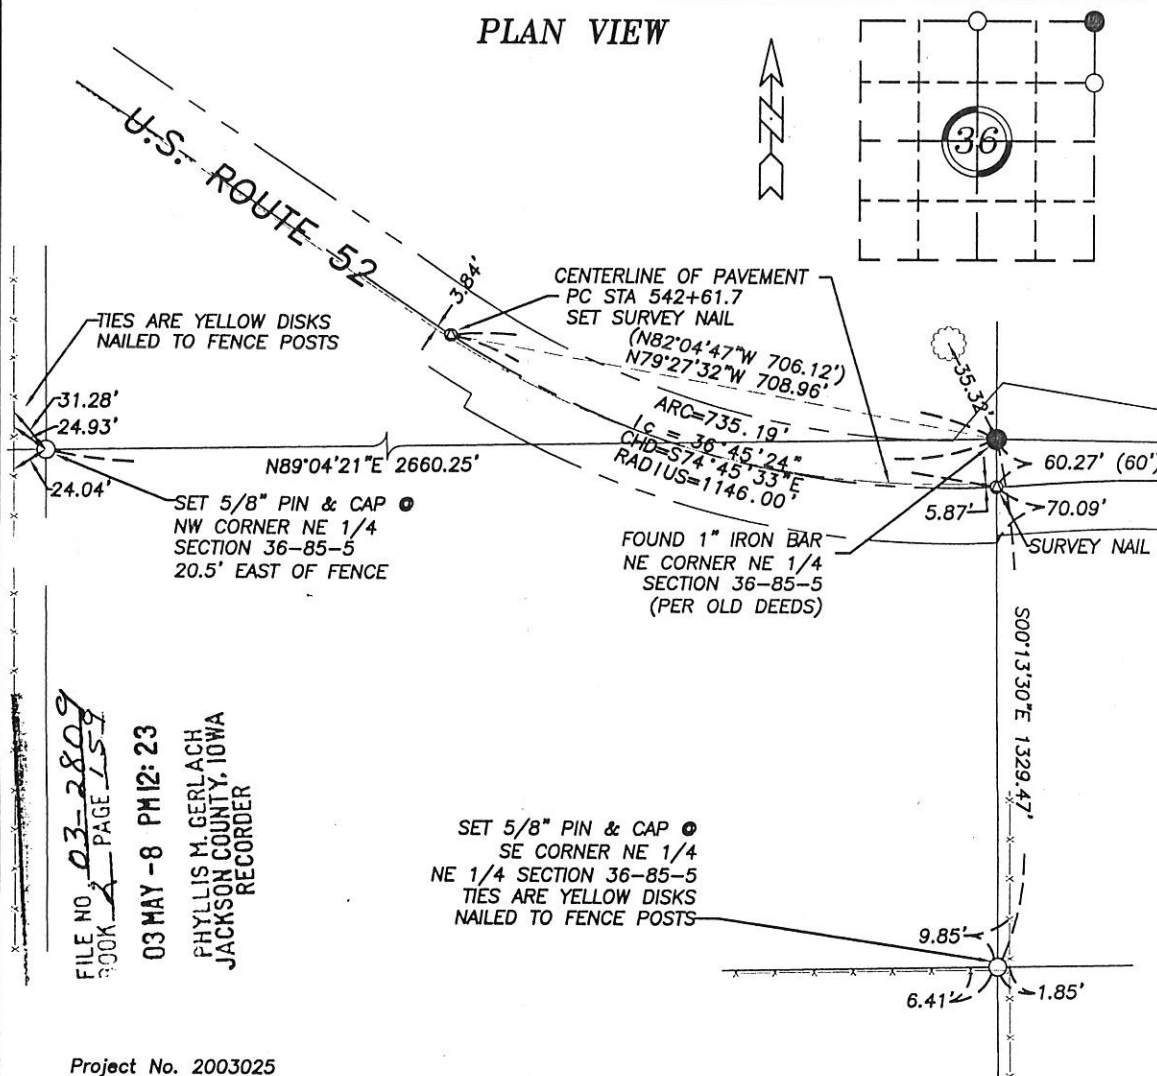 PLAN VIEW
N
36
U.S. ROUTE 52
3.84'
CENTERLINE OF PAVEMENT
PC STA 542+61.7
SET SURVEY NAIL
(N82°04'47"W 706.12')
N79°27'32"W 708.96'
TIES ARE YELLOW DISKS
NAILED TO FENCE POSTS
31.28'
24.93'
24.04'
35.32'
ARC=735.19'
Ic = 36°45'24"
CHD=S74°45'33"E
RADIUS=1146.00'
N89°04'21"E 2660.25'
60.27' (60')
5.87'
70.09'
SURVEY NAIL
SET 5/8" PIN & CAP @
NW CORNER NE 1/4
SECTION 36-85-5
20.5' EAST OF FENCE
FOUND 1" IRON BAR
NE CORNER NE 1/4
SECTION 36-85-5
(PER OLD DEEDS)
S00°13'30"E 1329.47'
FILE NO. 03-2809
BOOK 2 PAGE 159
03 MAY -8 PM 12:23
PHYLLIS M. GERLACH
JACKSON COUNTY, IOWA
RECORDER
SET 5/8" PIN & CAP @
SE CORNER NE 1/4
NE 1/4 SECTION 36-85-5
TIES ARE YELLOW DISKS
NAILED TO FENCE POSTS
9.85'
6.41'
1.85'
Project No. 2003025